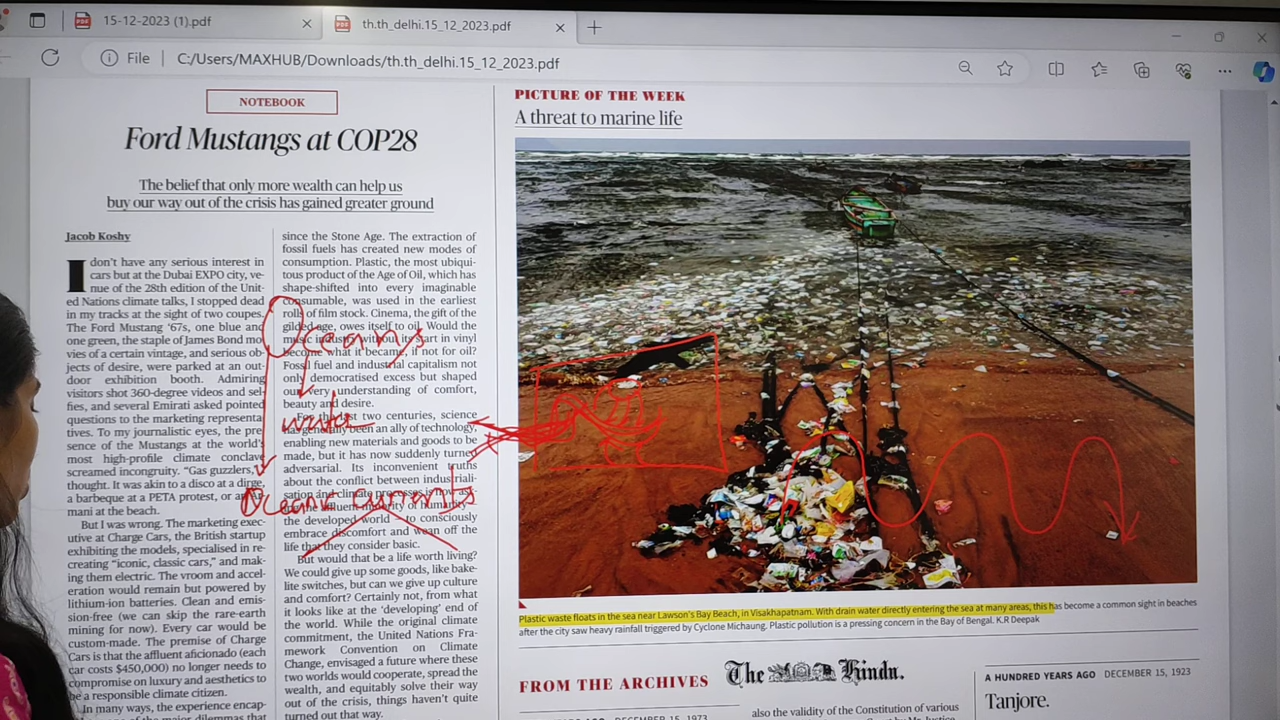 15-12-2023 (1).pdf
th.th_delhi.15_12_2023.pdf
File
C:/Users/MAXHUB/Downloads/th.th_delhi.15_12_2023.pdf
NOTEBOOK
Ford Mustangs at COP28
The belief that only more wealth can help us
buy our way out of the crisis has gained greater ground
Jacob Koshy
I don't have any serious interest in
cars but at the Dubai EXPO city, ve-
nue of the 28th edition of the Unit-
ed Nations climate talks, I stopped dead
in my tracks at the sight of two coupes.
The Ford Mustang '67s, one blue and
one green, the staple of James Bond mo-
vies of a certain vintage, and serious ob-
jects of desire, were parked at an out-
door exhibition booth. Admiring
visitors shot 360-degree videos and sel-
fies, and several Emirati asked pointed
questions to the marketing representa-
tives. To my journalistic eyes, the pre-
sence of the Mustangs at the world's
most high-profile climate conclave
screamed incongruity. "Gas guzzlers,
thought. It was akin to a disco at a dirge,
a barbeque at a PETA protest, or an
mani at the beach.
But I was wrong. The marketing exec-
utive at Charge Cars, the British startup
exhibiting the models, specialised in re-
creating "iconic, classic cars," and mak-
ing them electric. The vroom and accel-
eration would remain but powered by
lithium-ion batteries. Clean and emis-
sion-free (we can skip the rare-earth
mining for now). Every car would be
custom-made. The premise of Charge
Cars is that the affluent aficionado (each
car costs $450,000) no longer needs to
compromise on luxury and aesthetics to
be a responsible climate citizen.
In many ways, the experience encap-
since the Stone Age. The extraction of
fossil fuels has created new modes of
consumption. Plastic, the most ubiqui-
tous product of the Age of Oil, which has
shape-shifted into every imaginable
consumable, was used in the earliest
rolls of film stock. Cinema, the gift of the
gilded age, owes itself to oil. Would the
music industry without its start in vinyl
become what it became, if not for oil?
Fossil fuel and industrial capitalism not
only democratised excess but shaped
our very understanding of comfort,
beauty and desire.
For the last two centuries, science
has generally been an ally of technology,
enabling new materials and goods to be
made, but it has now suddenly turned
adversarial. Its inconvenient truths
about the conflict between industriali-
sation and climate
the affluent minority of humanity
the developed world to consciously
embrace discomfort and wean off the
life that they consider basic.
But would that be a life worth living?
We could give up some goods, like bake-
lite switches, but can we give up culture
and comfort? Certainly not, from what
it looks like at the 'developing' end of
the world. While the original climate
commitment, the United Nations Fra-
mework Convention on Climate
Change, envisaged a future where these
two worlds would cooperate, spread the
wealth, and equitably solve their way
out of the crisis, things haven't quite
turned out that way.
Oceans
waste
Oceanic currents
PICTURE OF THE WEEK
A threat to marine life
Plastic waste floats in the sea near Lawson's Bay Beach, in Visakhapatnam. With drain water directly entering the sea at many areas, this has become a common sight in beaches
after the city saw heavy rainfall triggered by Cyclone Michaung. Plastic pollution is a pressing concern in the Bay of Bengal. K.R Deepak
FROM THE ARCHIVES
The Hindu.
YEARS AGO DECEMBER 15, 1973
also the validity of the Constitution of various
A HUNDRED YEARS AGO DECEMBER 15, 1923
Tanjore.